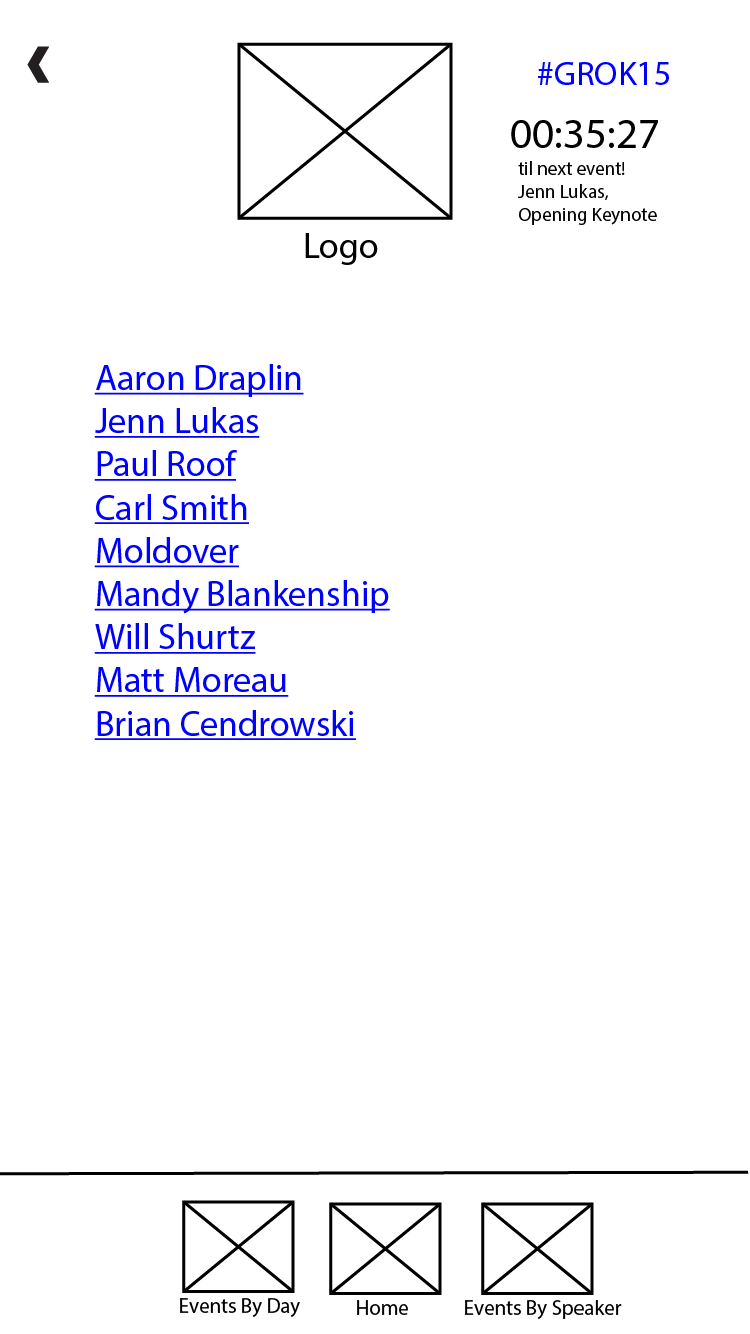 #GROK15
00:35:27
til next event!
Jenn Lukas,
Opening Keynote
Logo
Aaron Draplin
Jenn Lukas
Paul Roof
Carl Smith
Moldover
Mandy Blankenship
Will Shurtz
Matt Moreau
Brian Cendrowski
Events By Day
Home
Events By Speaker